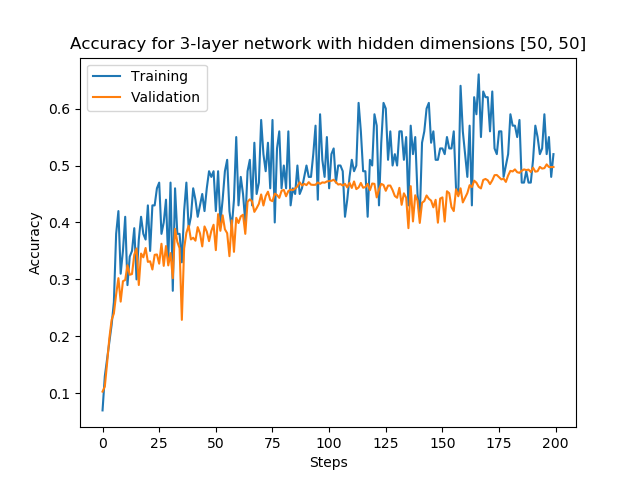 Accuracy for 3-layer network with hidden dimensions [50, 50]
Training
Validation
Accuracy
0.6
0.5
0.4
0.3
0.2
0.1
0 25 50 75 100 125 150 175 200
Steps